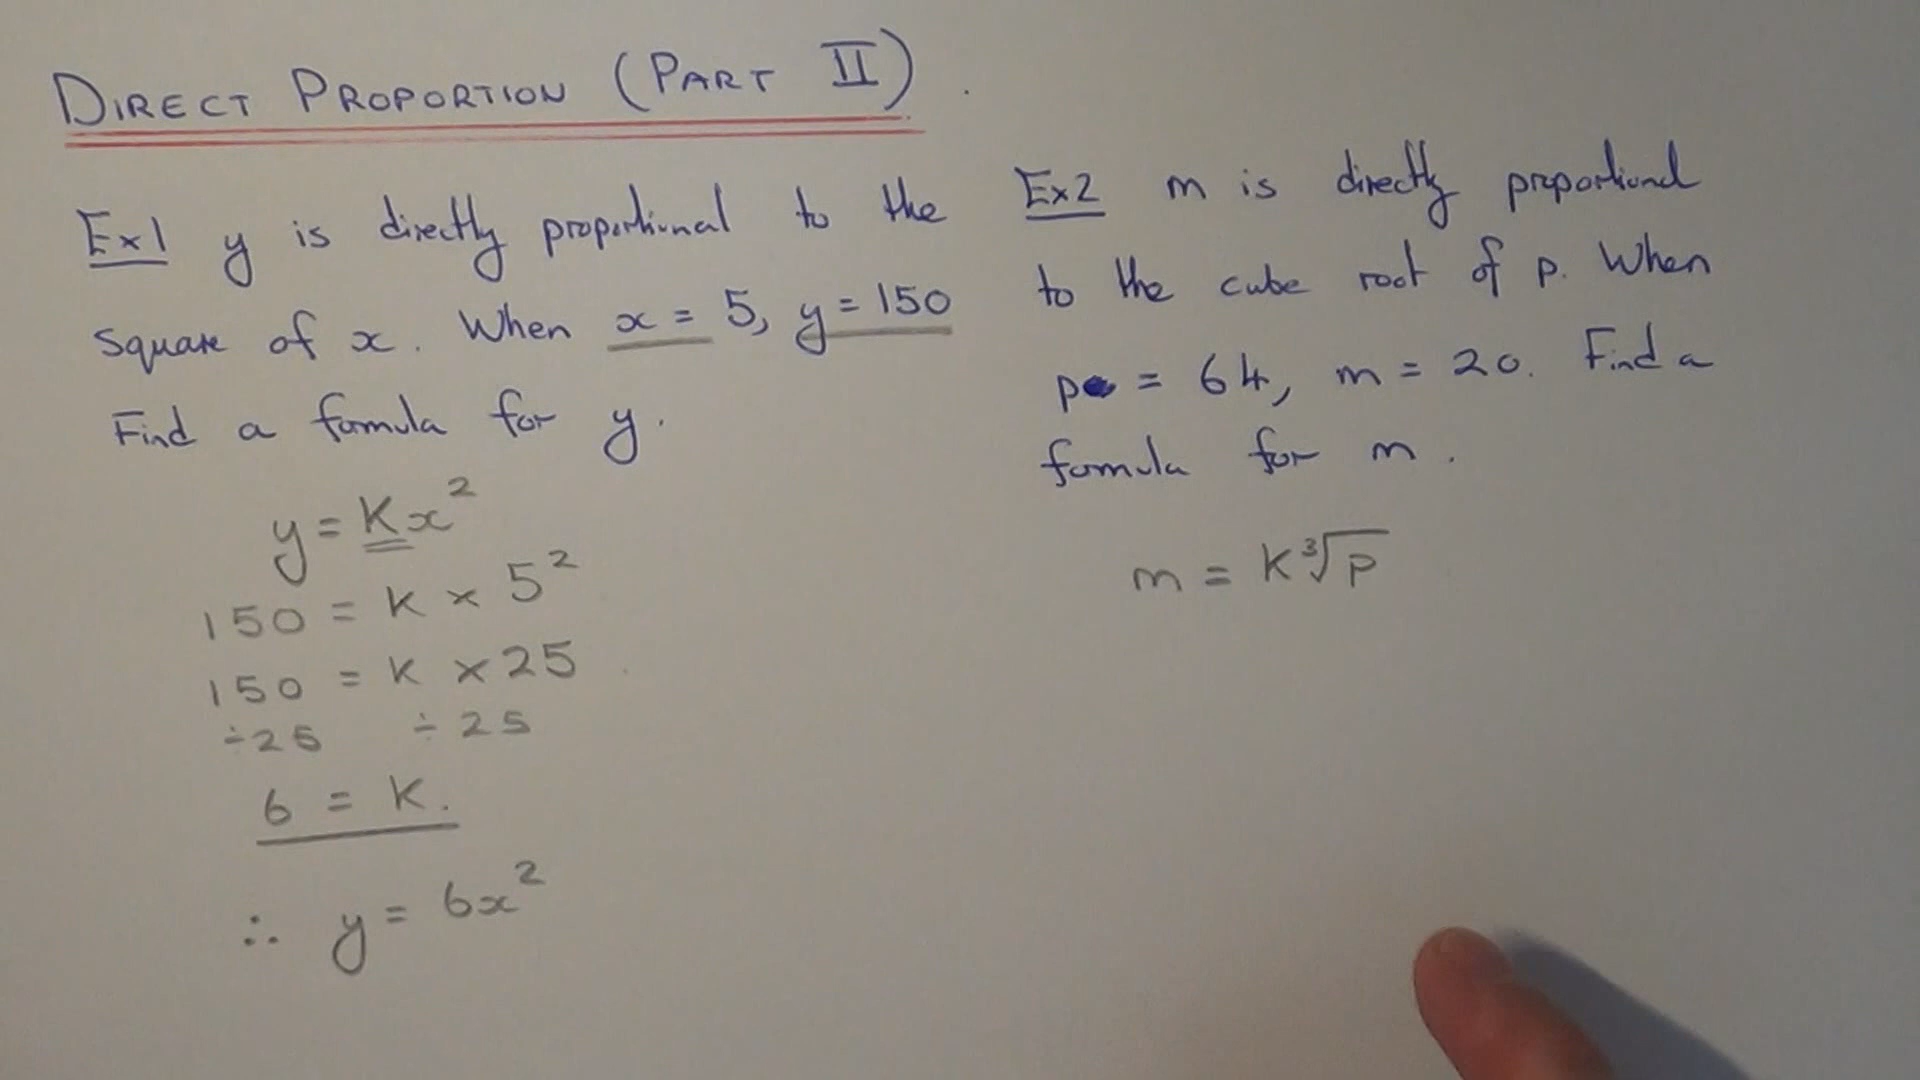 DIRECT PROPORTION (PART II)
Ex1 y is directly proportional to the
square of x. When x = 5, y = 150
Find a formula for y.
y = Kx²
150 = K × 5²
150 = K × 25
÷25 ÷25
6 = K.
∴ y = 6x²
Ex2 m is directly proportional
to the cube root of p. When
p = 64, m = 20. Find a
formula for m.
m = K³√p